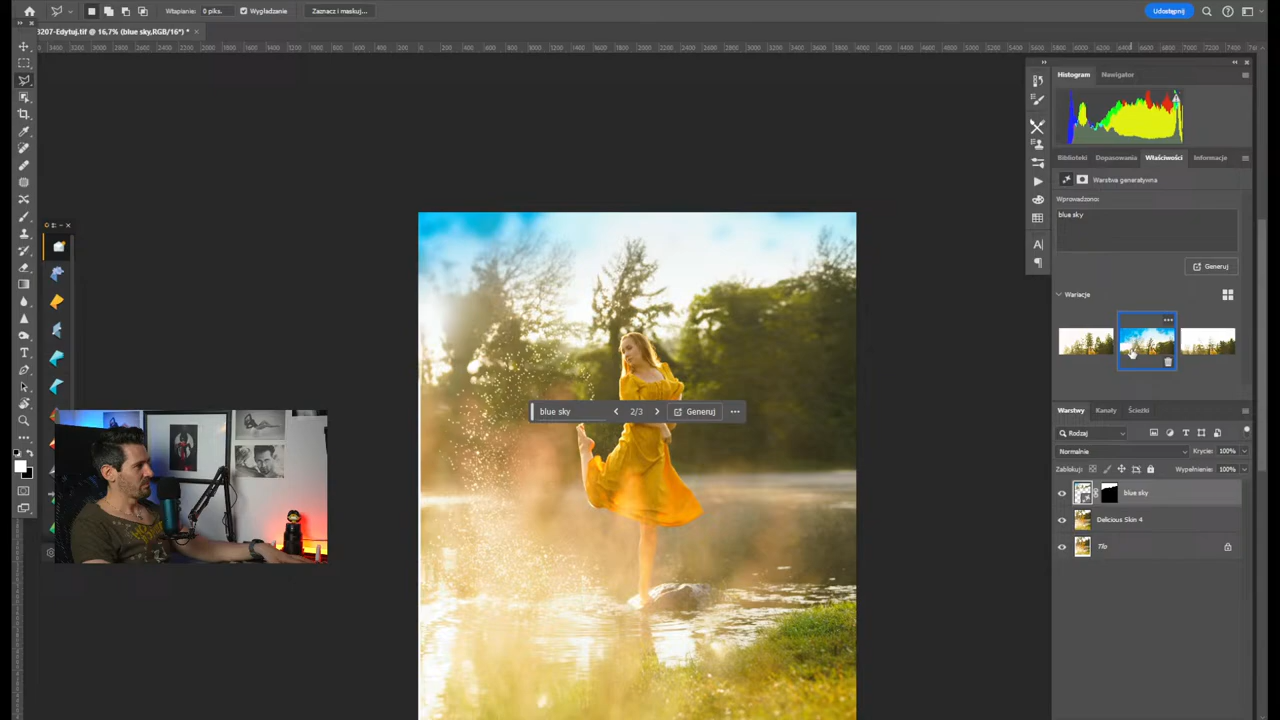 Wtapianie: 0 piks. Wygładzanie Zaznacz i maskuj... Udostępnij
3207-Edytuj.tif @ 16,7% (blue sky,RGB/16*) *
Histogram Nawigator
Biblioteki Dopasowania Właściwości Informacje
Warstwa generatywna
Wprowadzono:
blue sky
Generuj
Wariacje
blue sky 2/3 Generuj
Warstwy Kanały Ścieżki
Rodzaj
Normalnie Krycie: 100%
Zablokuj: Wypełnienie: 100%
blue sky
Delicious Skin 4
Tło